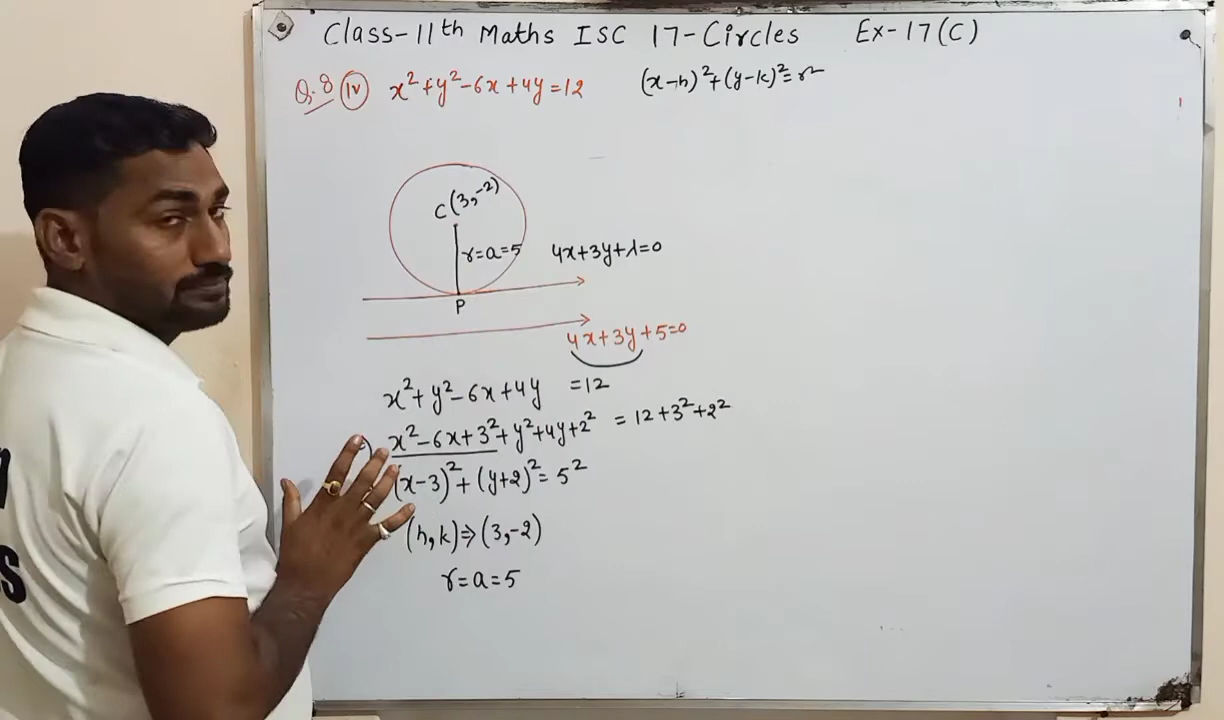 Class-11th Maths ISC 17-Circles Ex-17(C)
Q.8 (iv) x²+y²-6x+4y=12 (x-h)²+(y-k)²=r²
C(3,-2)
r=a=5 4x+3y+λ=0
P
4x+3y+5=0
x²+y²-6x+4y =12
x²-6x+3²+y²+4y+2² = 12+3²+2²
(x-3)²+(y+2)²=5²
(h,k)⇒(3,-2)
r=a=5